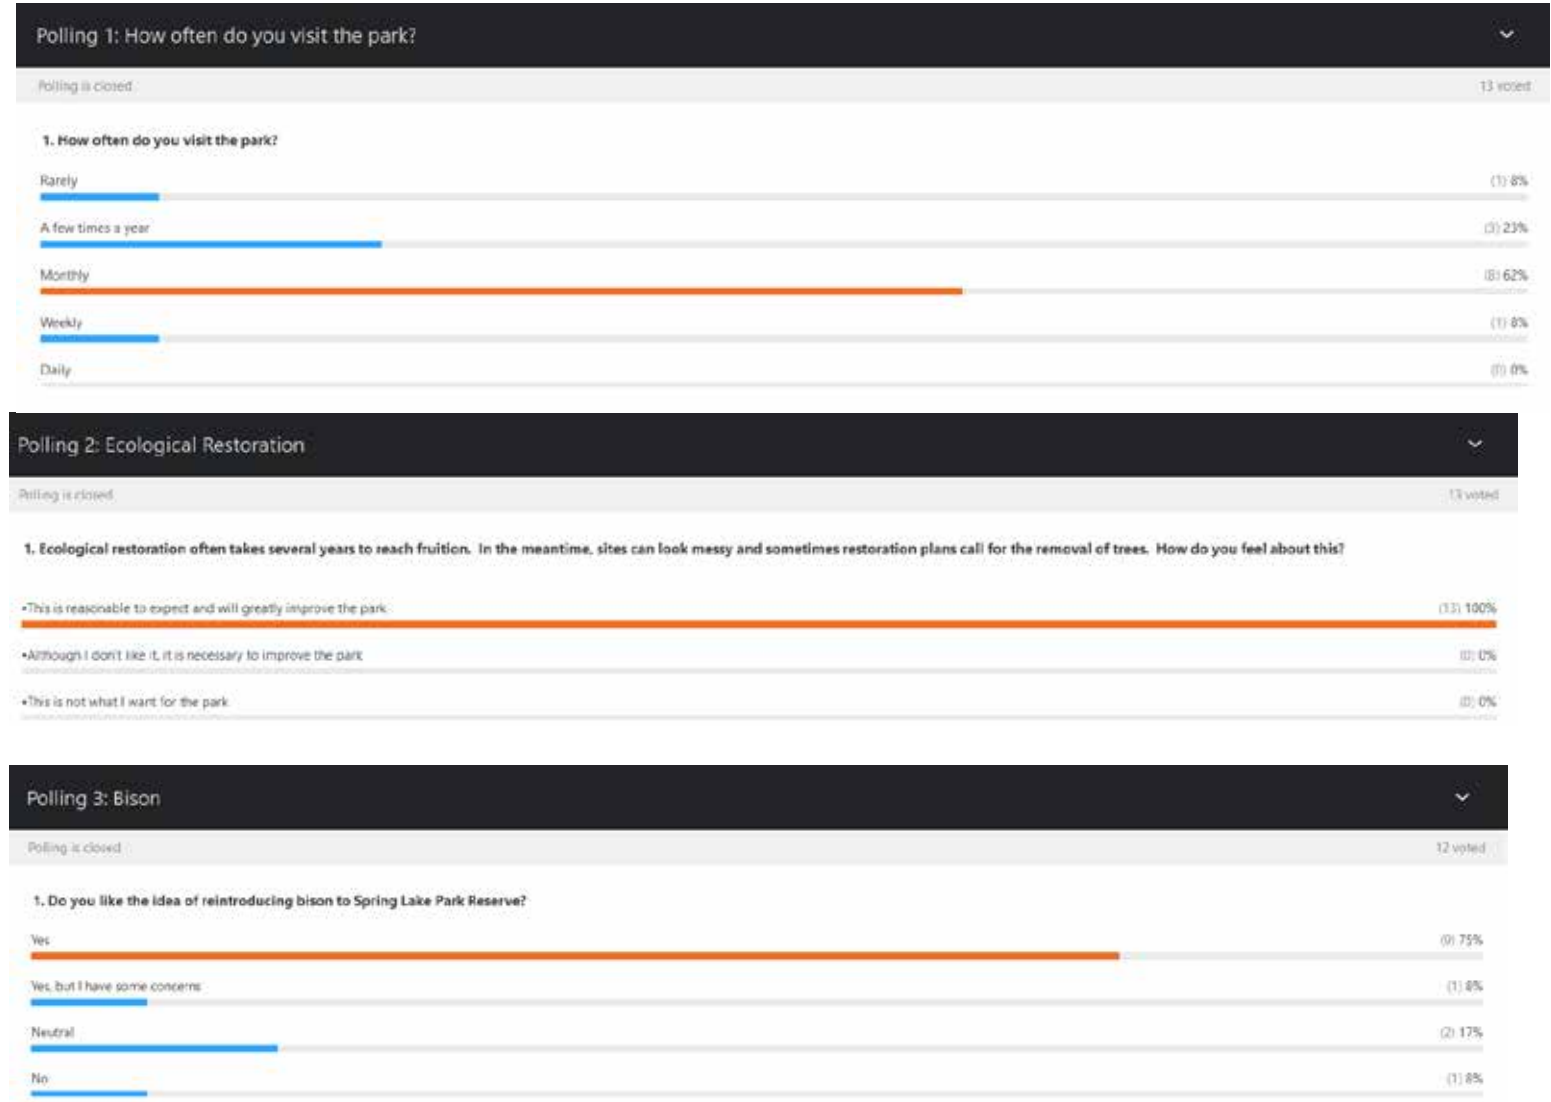 Polling 1: How often do you visit the park?
Polling is closed 13 voted
1. How often do you visit the park?
Rarely (1) 8%
A few times a year (3) 23%
Monthly (8) 62%
Weekly (1) 8%
Daily (0) 0%
Polling 2: Ecological Restoration
Polling is closed 13 voted
1. Ecological restoration often takes several years to reach fruition. In the meantime, sites can look messy and sometimes restoration plans call for the removal of trees. How do you feel about this?
•This is reasonable to expect and will greatly improve the park (13) 100%
•Although I don't like it, it is necessary to improve the park (0) 0%
•This is not what I want for the park (0) 0%
Polling 3: Bison
Polling is closed 12 voted
1. Do you like the idea of reintroducing bison to Spring Lake Park Reserve?
Yes (9) 75%
Yes, but I have some concerns (1) 8%
Neutral (2) 17%
No (1) 8%